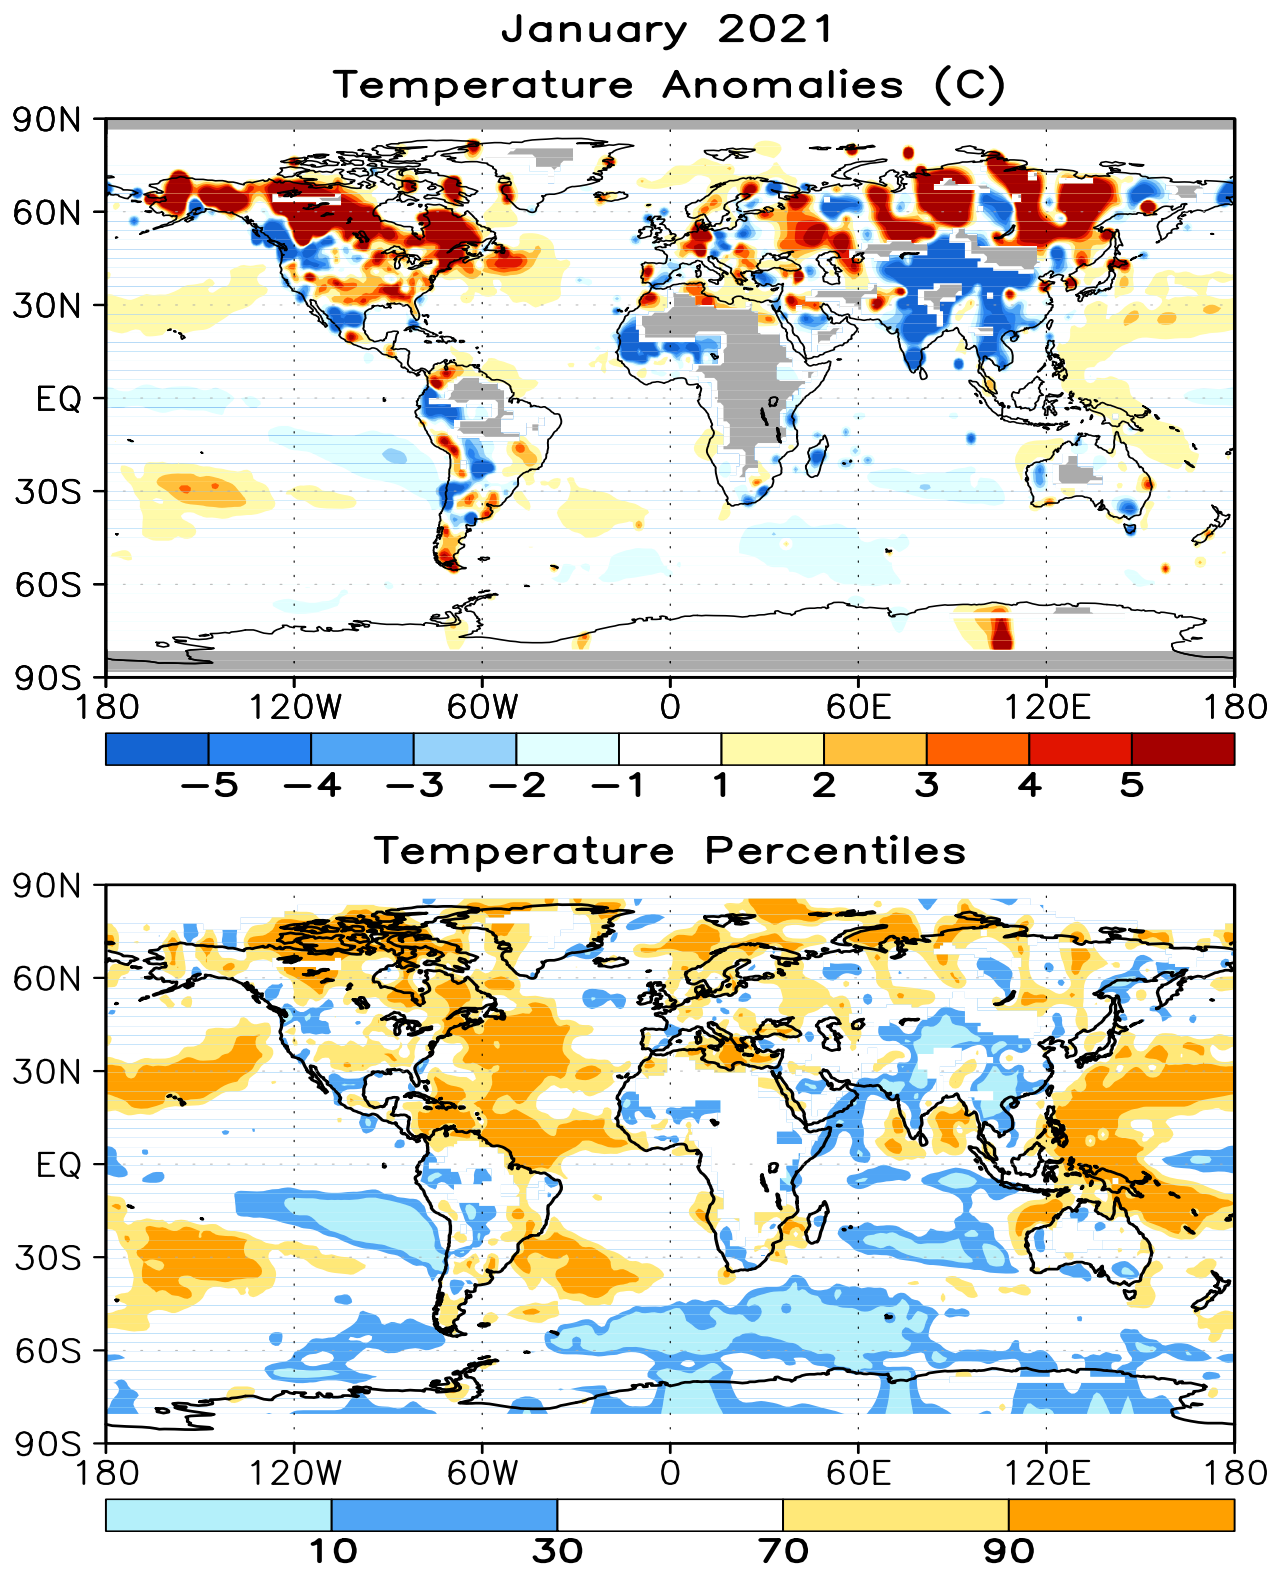 January 2021
Temperature Anomalies (C)
90N
60N
30N
EQ
30S
60S
90S
180 120W 60W 0 60E 120E 180
−5 −4 −3 −2 −1 1 2 3 4 5
Temperature Percentiles
90N
60N
30N
EQ
30S
60S
90S
180 120W 60W 0 60E 120E 180
10 30 70 90